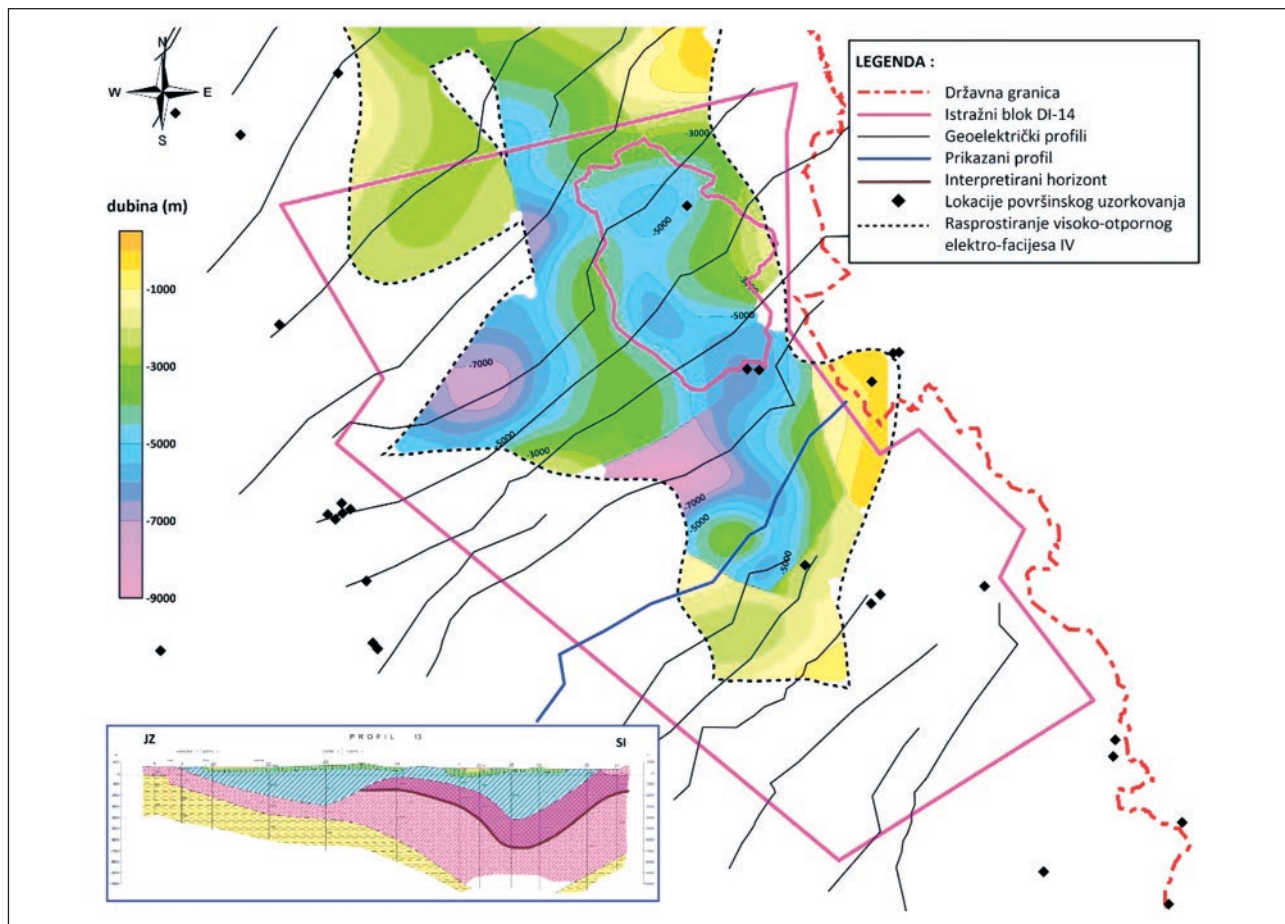 N
W
E
S
dubina (m)
-1000
-3000
-5000
-7000
-9000
LEGENDA :
Državna granica
Istražni blok DI-14
Geoelektrički profili
Prikazani profil
Interpretirani horizont
Lokacije površinskog uzorkovanja
Rasprostiranje visoko-otpornog
elektro-facijesa IV
-3000
-5000
-3000
-5000
-7000
-5000
-3000
-7000
-5000
-5000
JZ
PROFIL 13
SI